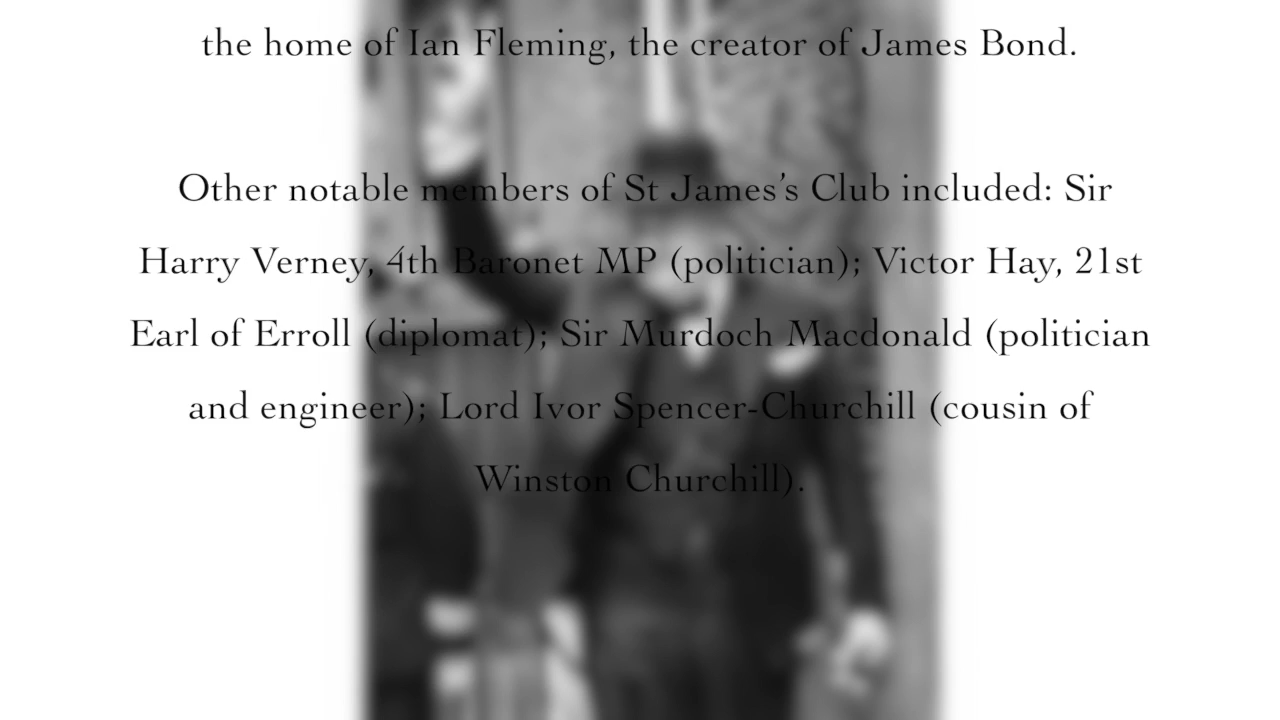 the home of Ian Fleming, the creator of James Bond.
Other notable members of St James’s Club included: Sir
Harry Verney, 4th Baronet MP (politician); Victor Hay, 21st
Earl of Erroll (diplomat); Sir Murdoch Macdonald (politician
and engineer); Lord Ivor Spencer-Churchill (cousin of
Winston Churchill).